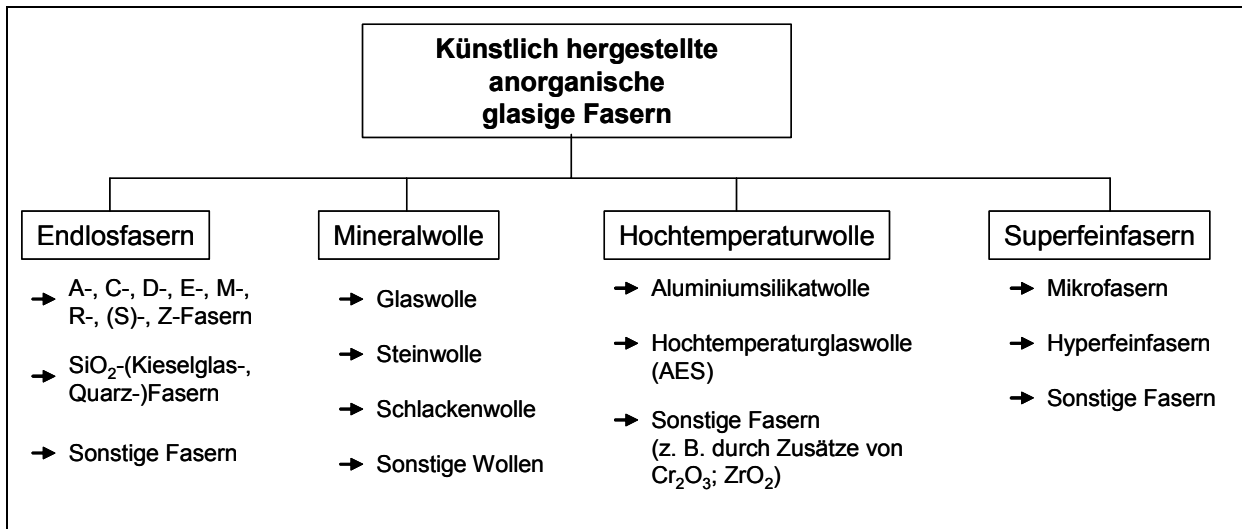 Künstlich hergestellte
anorganische
glasige Fasern
Endlosfasern
A-, C-, D-, E-, M-,
R-, (S)-, Z-Fasern
SiO₂-(Kieselglas-,
Quarz-)Fasern
Sonstige Fasern
Mineralwolle
Glaswolle
Steinwolle
Schlackenwolle
Sonstige Wollen
Hochtemperaturwolle
Aluminiumsilikatwolle
Hochtemperaturglaswolle
(AES)
Sonstige Fasern
(z. B. durch Zusätze von
Cr₂O₃; ZrO₂)
Superfeinfasern
Mikrofasern
Hyperfeinfasern
Sonstige Fasern